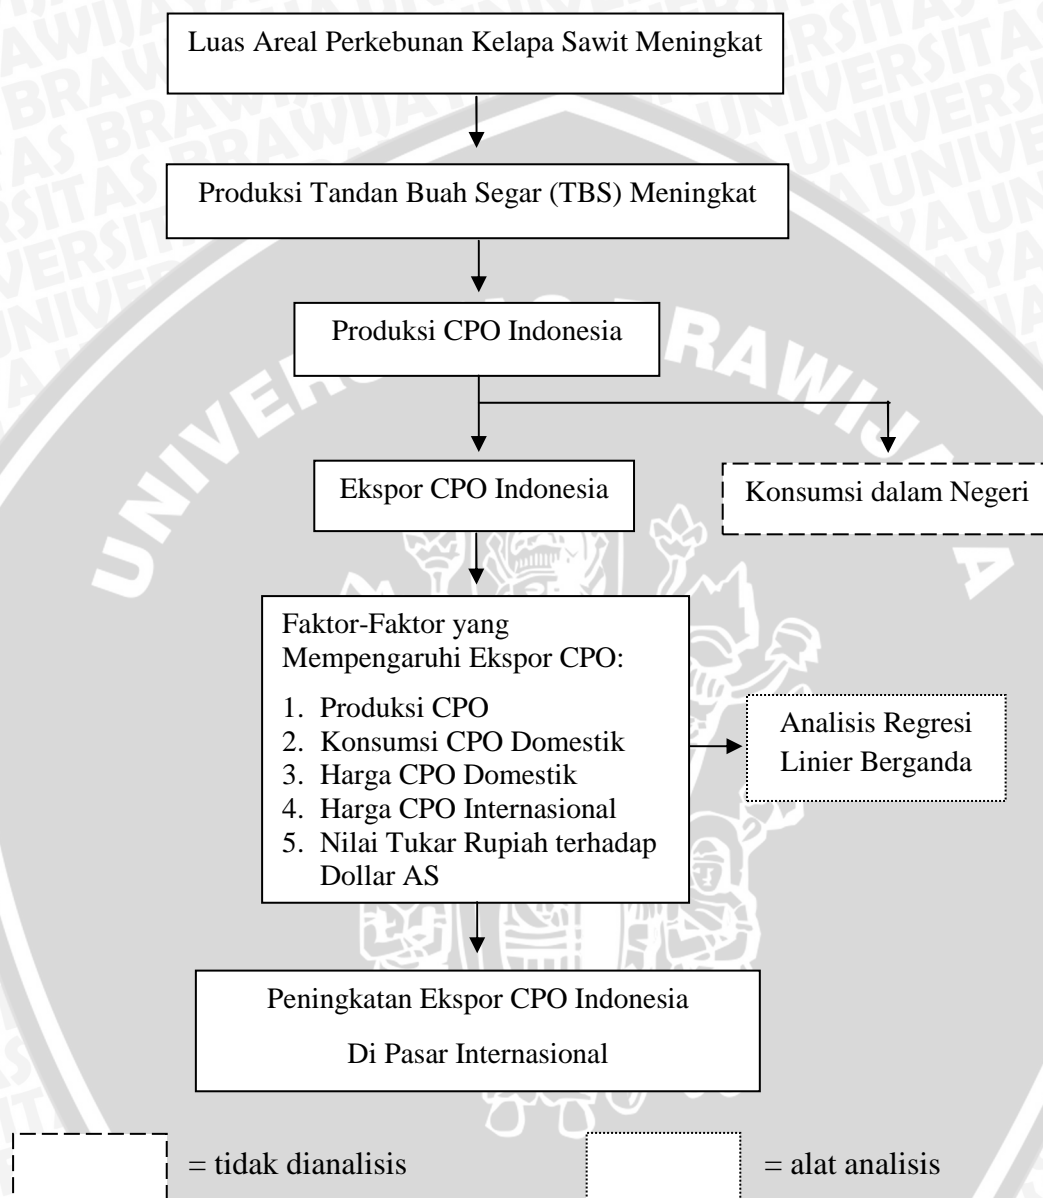 Luas Areal Perkebunan Kelapa Sawit Meningkat
Produksi Tandan Buah Segar (TBS) Meningkat
Produksi CPO Indonesia
Ekspor CPO Indonesia
Konsumsi dalam Negeri
Faktor-Faktor yang
Mempengaruhi Ekspor CPO:
1. Produksi CPO
2. Konsumsi CPO Domestik
3. Harga CPO Domestik
4. Harga CPO Internasional
5. Nilai Tukar Rupiah terhadap
Dollar AS
Analisis Regresi
Linier Berganda
Peningkatan Ekspor CPO Indonesia
Di Pasar Internasional
= tidak dianalisis
= alat analisis